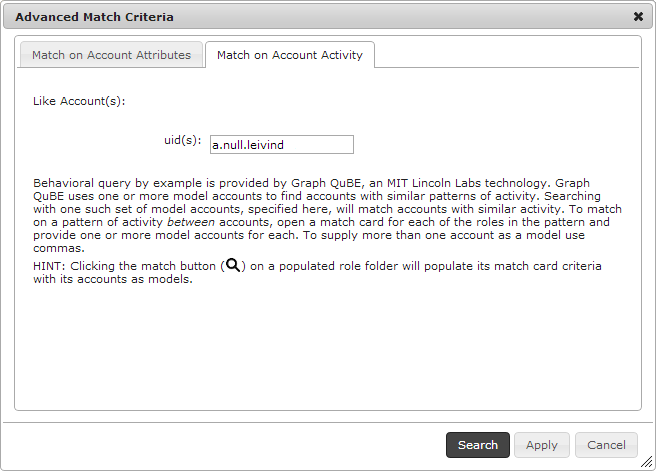 Advanced Match Criteria
Match on Account Attributes
Match on Account Activity
Like Account(s):
uid(s):
a.null.leivind
Behavioral query by example is provided by Graph QuBE, an MIT Lincoln Labs technology. Graph
QuBE uses one or more model accounts to find accounts with similar patterns of activity. Searching
with one such set of model accounts, specified here, will match accounts with similar activity. To match
on a pattern of activity between accounts, open a match card for each of the roles in the pattern and
provide one or more model accounts for each. To supply more than one account as a model use
commas.
HINT: Clicking the match button ( ) on a populated role folder will populate its match card criteria
with its accounts as models.
Search
Apply
Cancel